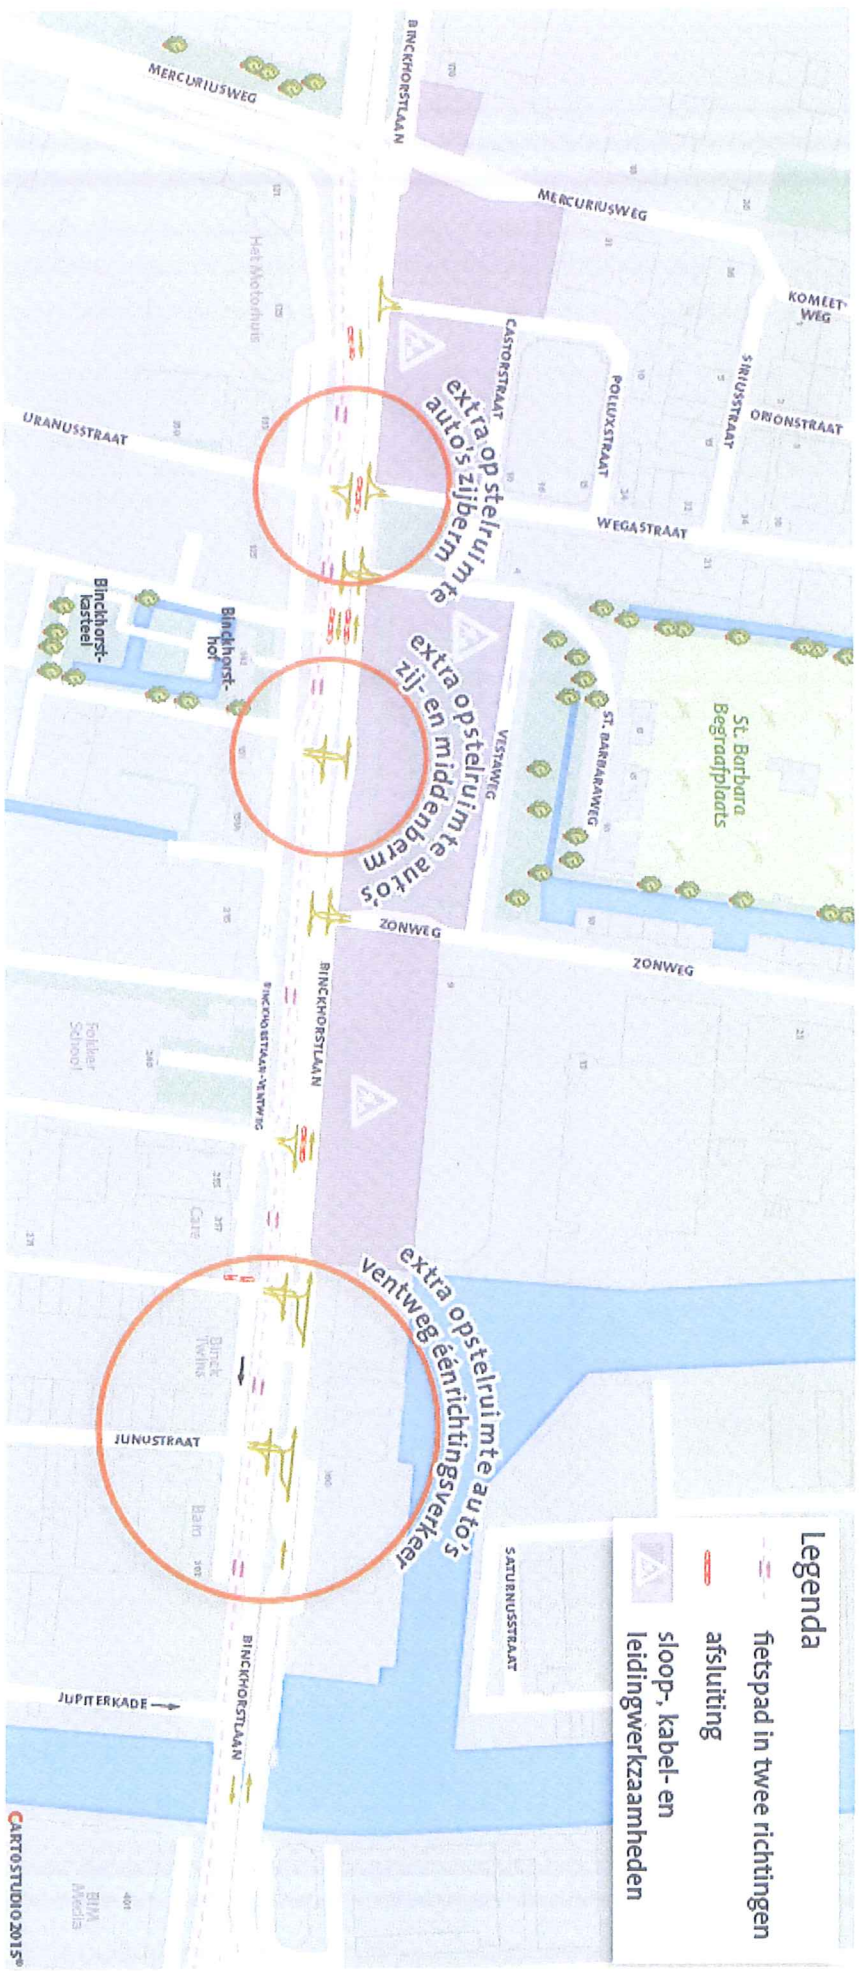 BINCKHORSTLAAN
MERCURIUSWEG
MERCURIUSWEG
KOMEET-
WEG
SIRIUSSTRAAT
ORIONSTRAAT
CASTORSTRAAT
POLLUXSTRAAT
WEGASTRAAT
Het Motorhuis
URANUSSTRAAT
extra opstelruimte
auto's zijberm
Binckhorst-
kasteel
Binckhorst-
hof
extra opstelruimte auto's
zij- en middenberm
VESTAWEG
ST. BARBARAWEG
St. Barbara
Begraafplaats
ZONWEG
ZONWEG
BINCKHORSTLAAN
BINCKHORSTLAAN-VENTWEG
Fokker
School
Cars
extra opstelruimte auto's
ventweg éénrichtingsverkeer
Binck
Twins
JUNOSTRAAT
Bam
SATURNUSSTRAAT
JUPITERKADE
BINCKHORSTLAAN
BIM
Media
401
Legenda
fietspad in twee richtingen
afsluiting
sloop-, kabel- en
leidingwerkzaamheden
CARTOSTUDIO 2015©